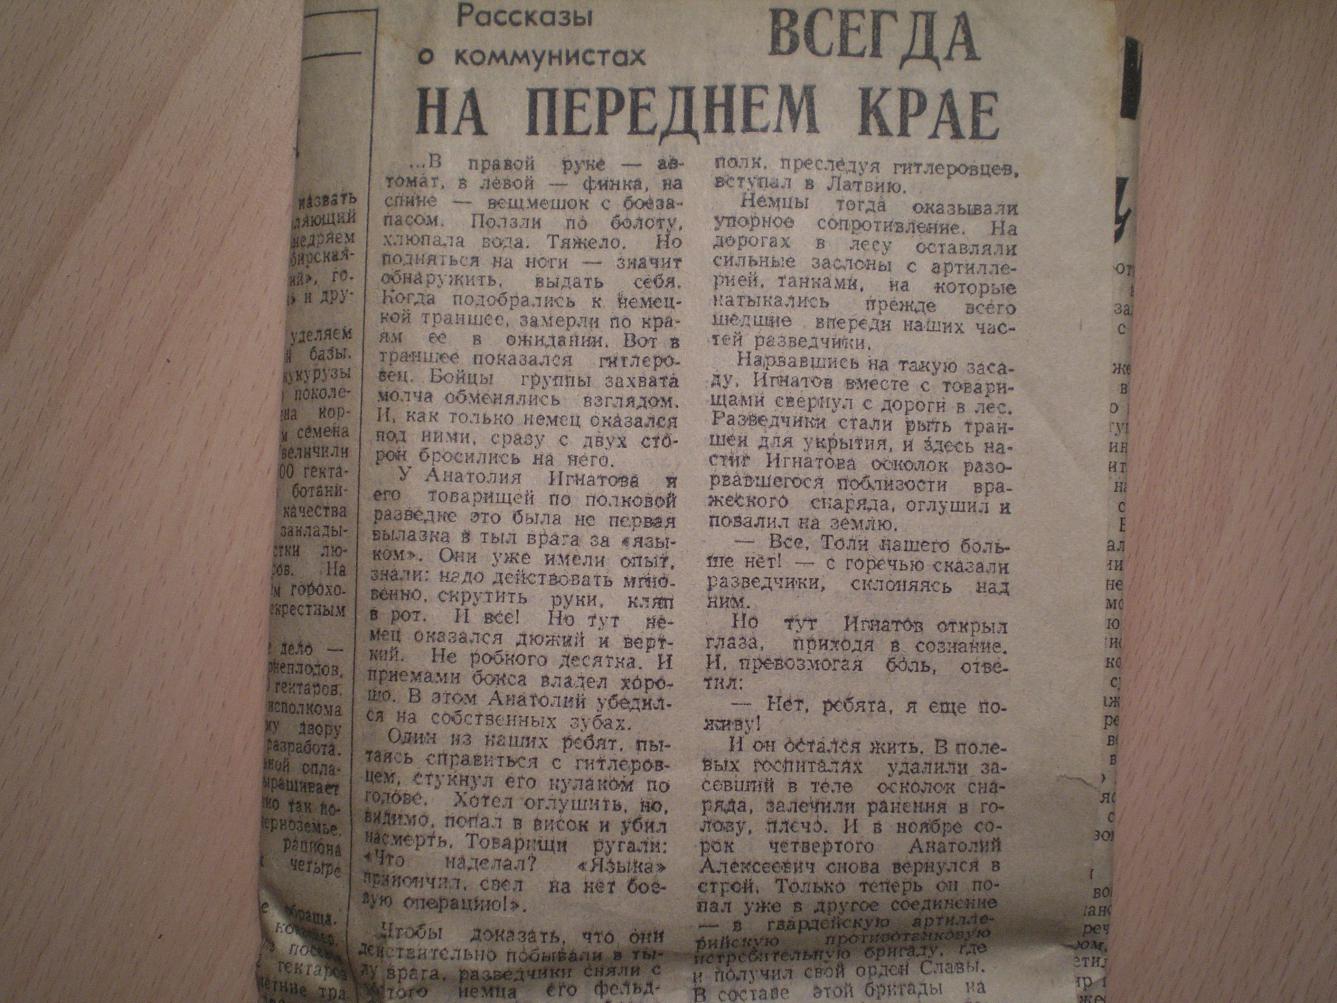 Рассказы
о коммунистах
ВСЕГДА
НА ПЕРЕДНЕМ КРАЕ
...В правой руке — ав-
томат, в левой — финка, на
спине — вещмешок с боеза-
пасом. Ползли по болоту,
хлюпала вода. Тяжело. Но
подняться на ноги — значит
обнаружить, выдать себя.
Когда подобрались к немец-
кой траншее, замерли по кра-
ям ее в ожидании. Вот в
траншее показался гитлеро-
вец. Бойцы группы захвата
молча обменялись взглядом.
И, как только немец оказался
под ними, сразу с двух сто-
рон бросились на него.
У Анатолия Игнатова и
его товарищей по полковой
разведке это была не первая
вылазка в тыл врага за «язы-
ком». Они уже имели опыт,
знали: надо действовать мгно-
венно, скрутить руки, кляп
в рот. И все! Но тут не-
мец оказался дюжий и верт-
кий. Не робкого десятка. И
приемами бокса владел хоро-
шо. В этом Анатолий убедил-
ся на собственных зубах.
Один из наших ребят, пы-
таясь справиться с гитлеров-
цем, стукнул его кулаком по
голове. Хотел оглушить, но,
видимо, попал в висок и убил
насмерть. Товарищи ругали:
«Что наделал? «Языка»
прикончил, свел на нет бое-
вую операцию!».
Чтобы доказать, что они
действительно побывали в ты-
лу врага, разведчики сняли с
немца его фельд-
полк, преследуя гитлеровцев,
вступал в Латвию.
Немцы тогда оказывали
упорное сопротивление. На
дорогах в лесу оставляли
сильные заслоны с артилле-
рией, танками, на которые
натыкались прежде всего
шедшие впереди наших час-
тей разведчики.
Нарвавшись на такую заса-
ду, Игнатов вместе с товари-
щами свернул с дороги в лес.
Разведчики стали рыть тран-
шеи для укрытия, и здесь на-
стиг Игнатова осколок разо-
рвавшегося поблизости вра-
жеского снаряда, оглушил и
повалил на землю.
— Все, Толи нашего боль-
ше нет! — с горечью сказали
разведчики, склоняясь над
ним.
Но тут Игнатов открыл
глаза, приходя в сознание.
И, превозмогая боль, отве-
тил:
— Нет, ребята, я еще по-
живу!
И он остался жить. В поле-
вых госпиталях удалили за-
севший в теле осколок сна-
ряда, залечили ранения в го-
лову, плечо. И в ноябре со-
рок четвертого Анатолий
Алексеевич снова вернулся в
строй. Только теперь он по-
пал уже в другое соединение
— в гвардейскую артилле-
рийскую противотанковую
истребительную бригаду, где
и получил свой орден Славы.
В составе этой бригады на